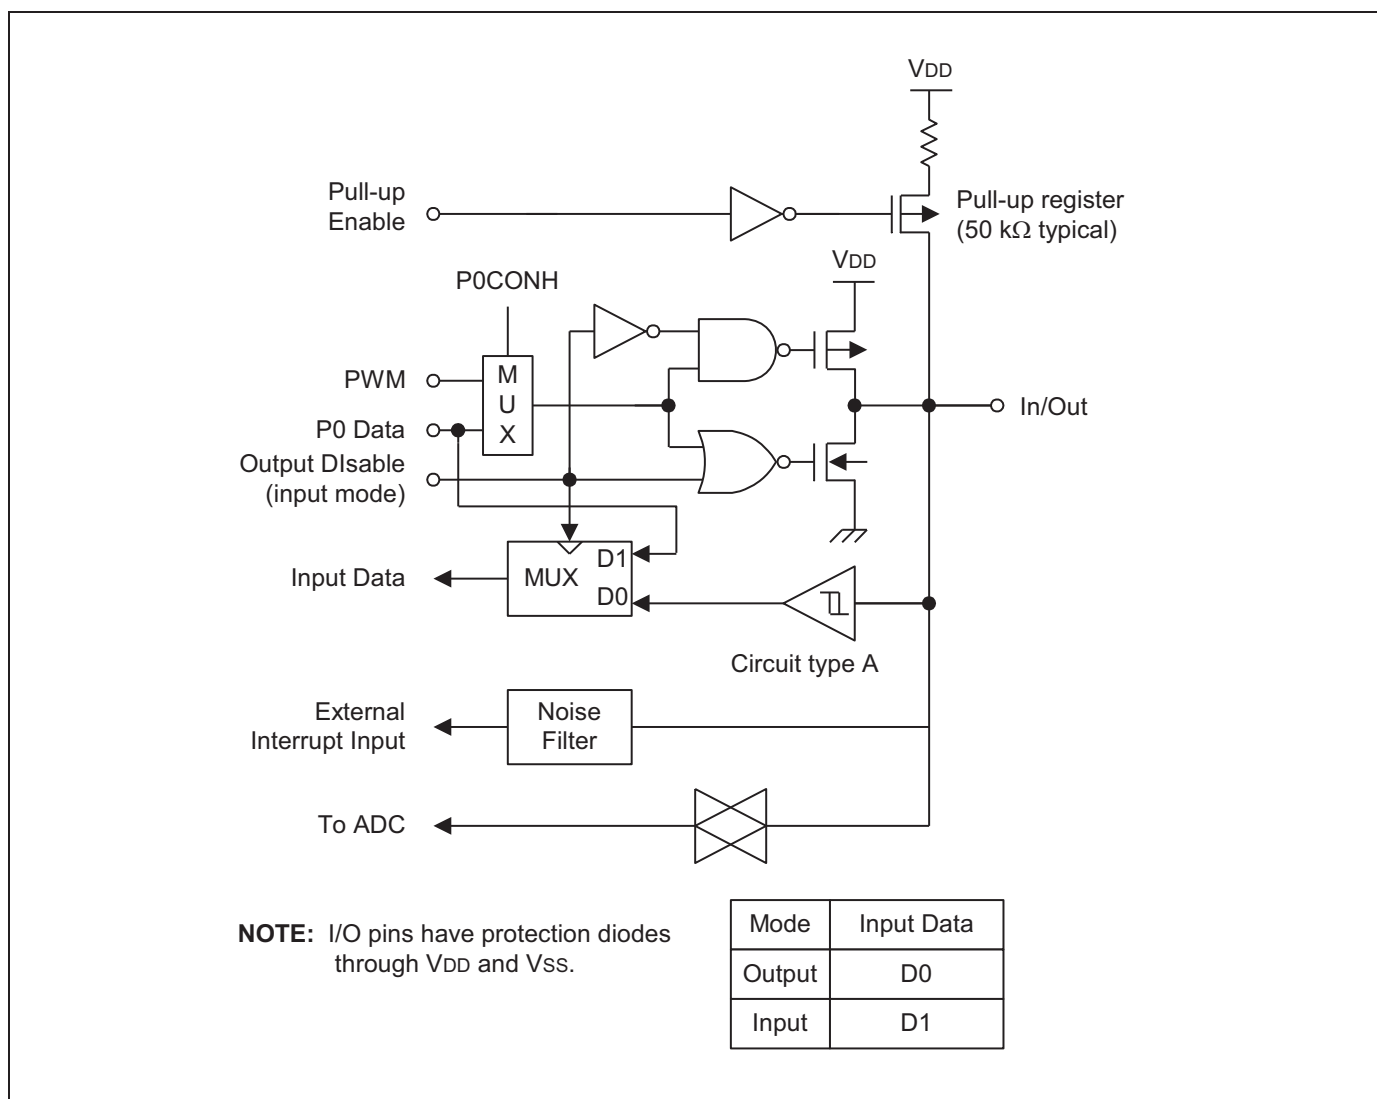 VDD
Pull-up
Enable
Pull-up register
(50 kΩ typical)
VDD
P0CONH
PWM
M
U
X
P0 Data
In/Out
Output DIsable
(input mode)
D1
MUX
D0
Input Data
Circuit type A
External
Interrupt Input
Noise
Filter
To ADC
NOTE: I/O pins have protection diodes
through VDD and VSS.
Mode Input Data
Output D0
Input D1